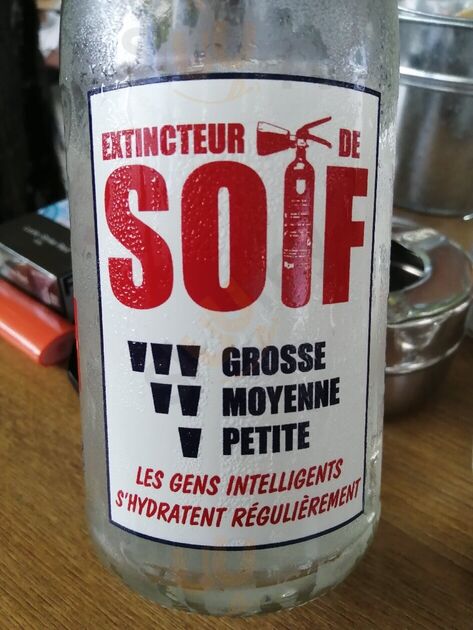 EXTINCTEUR DE
SOIF
GROSSE
MOYENNE
PETITE
LES GENS INTELLIGENTS
S'HYDRATENT RÉGULIÈREMENT